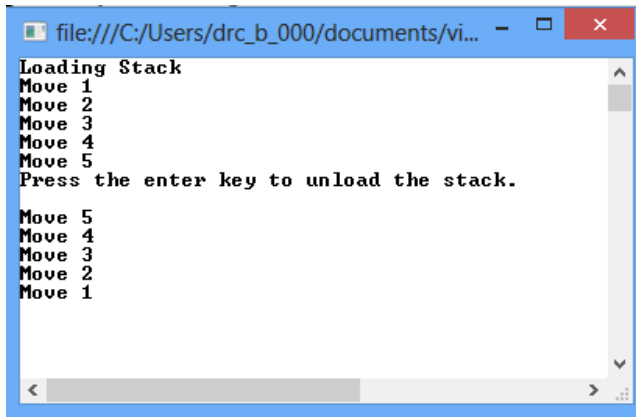 file:///C:/Users/drc_b_000/documents/vi...
Loading Stack
Move 1
Move 2
Move 3
Move 4
Move 5
Press the enter key to unload the stack.
Move 5
Move 4
Move 3
Move 2
Move 1